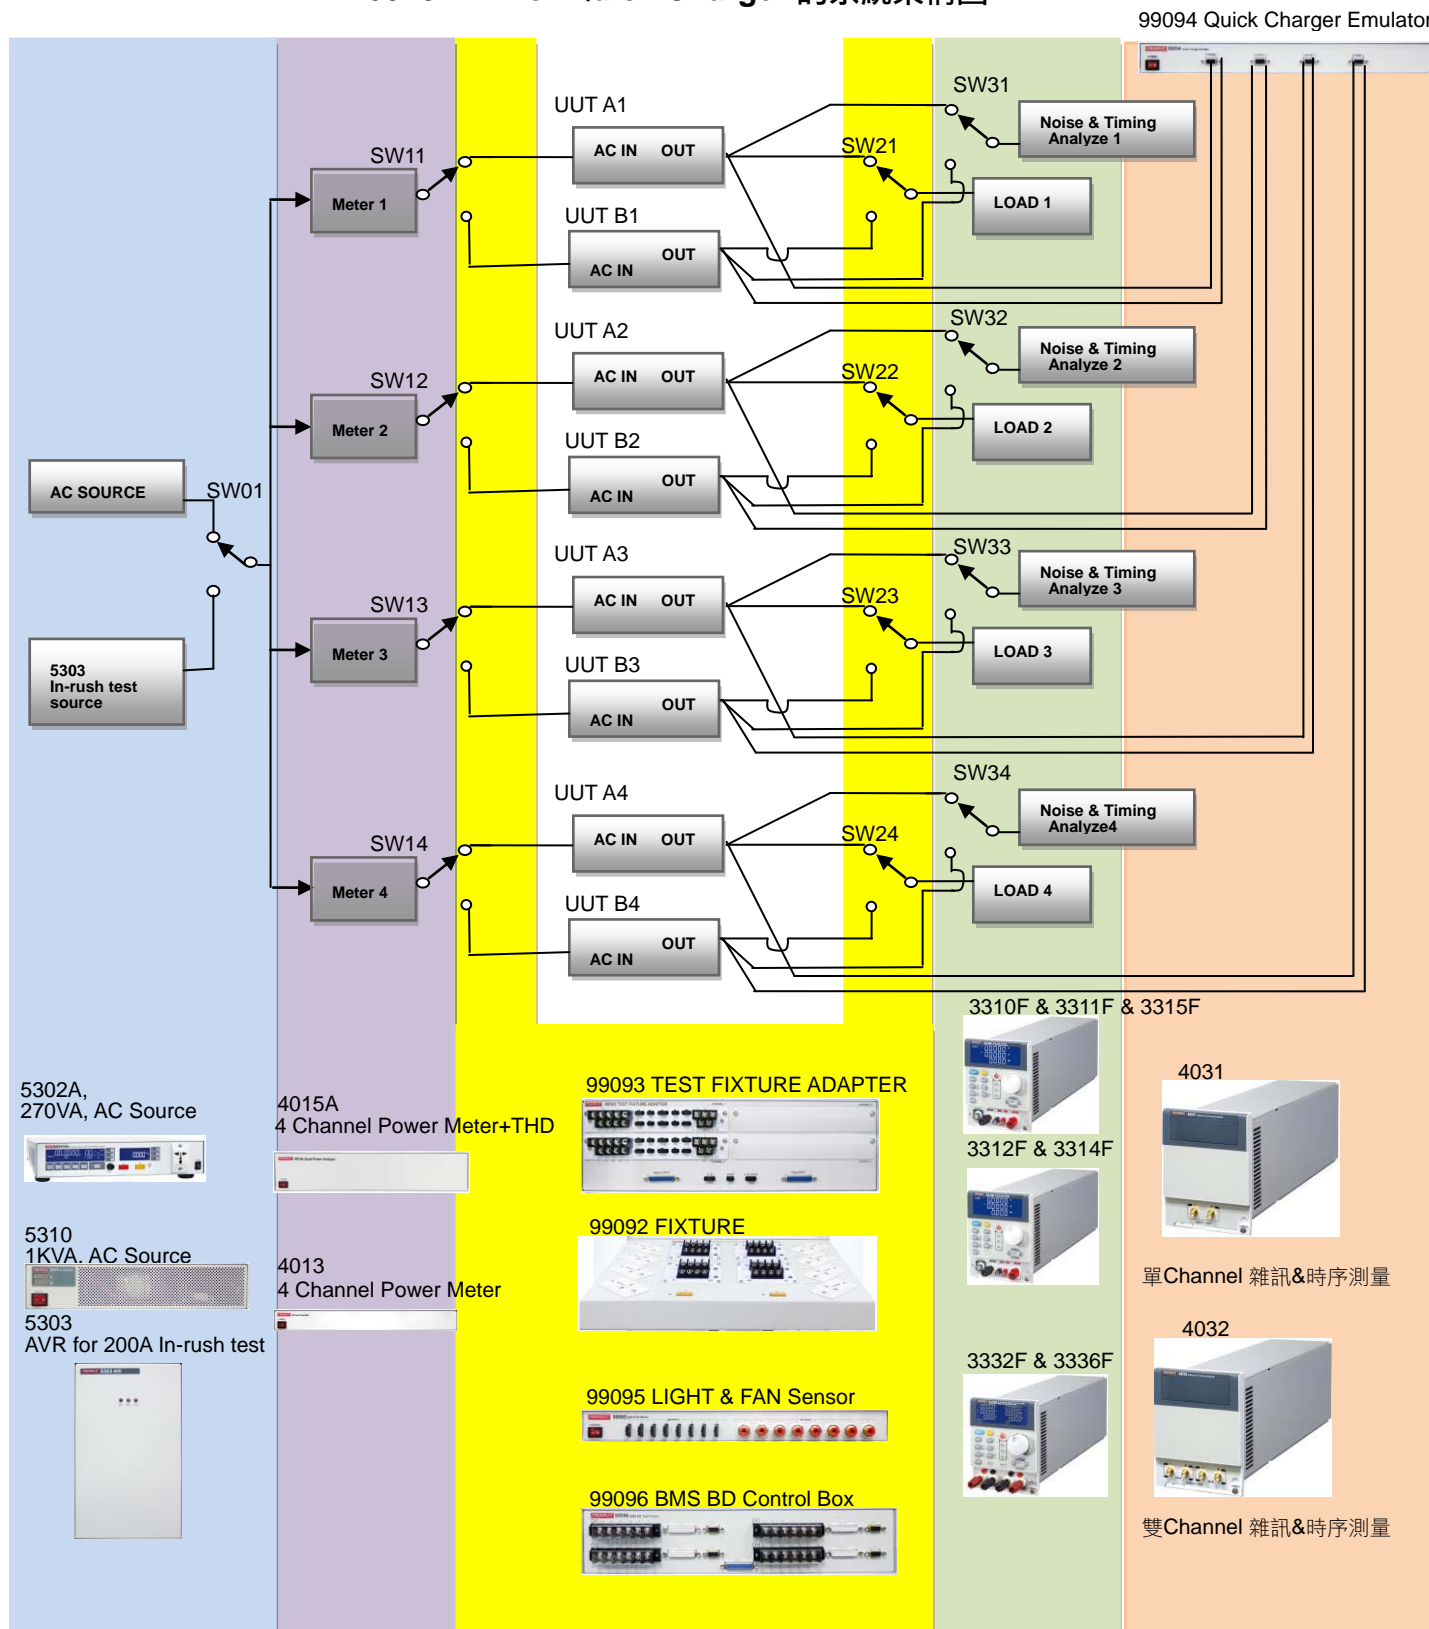 的系統架構圖
99094 Quick Charger Emulator
UUT A1
SW31
Noise & Timing
Analyze 1
AC IN OUT
SW11
SW21
Meter 1
LOAD 1
UUT B1
OUT
AC IN
UUT A2
SW32
Noise & Timing
Analyze 2
AC IN OUT
SW12
SW22
Meter 2
LOAD 2
UUT B2
OUT
AC IN
AC SOURCE
SW01
UUT A3
SW33
Noise & Timing
Analyze 3
AC IN OUT
SW13
SW23
Meter 3
LOAD 3
UUT B3
OUT
AC IN
5303
In-rush test
source
UUT A4
SW34
Noise & Timing
Analyze4
AC IN OUT
SW14
SW24
Meter 4
LOAD 4
UUT B4
OUT
AC IN
5302A,
270VA, AC Source
5310
1KVA. AC Source
5303
AVR for 200A In-rush test
4015A
4 Channel Power Meter+THD
4013
4 Channel Power Meter
99093 TEST FIXTURE ADAPTER
99092 FIXTURE
99095 LIGHT & FAN Sensor
99096 BMS BD Control Box
3310F & 3311F & 3315F
3312F & 3314F
3332F & 3336F
4031
單Channel 雜訊&時序測量
4032
雙Channel 雜訊&時序測量